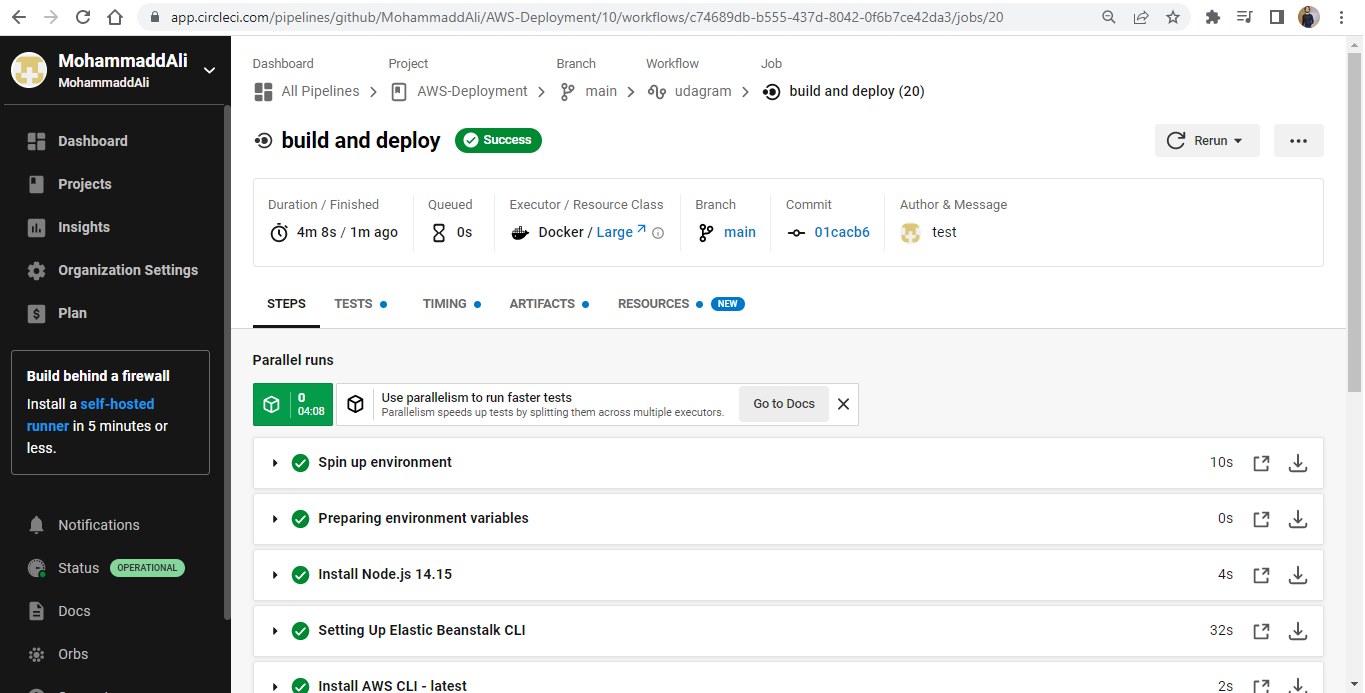 app.circleci.com/pipelines/github/MohammaddAli/AWS-Deployment/10/workflows/c74689db-b555-437d-8042-0f6b7ce42da3/jobs/20
MohammaddAli
MohammaddAli
Dashboard
Projects
Insights
Organization Settings
$ Plan
Build behind a firewall
Install a self-hosted
runner in 5 minutes or
less.
Notifications
Status OPERATIONAL
Docs
Orbs
Dashboard Project Branch Workflow Job
All Pipelines AWS-Deployment main udagram build and deploy (20)
build and deploy Success
Rerun
Duration / Finished Queued Executor / Resource Class Branch Commit Author & Message
4m 8s / 1m ago 0s Docker / Large main 01cacb6 test
STEPS TESTS TIMING ARTIFACTS RESOURCES NEW
Parallel runs
0
04:08
Use parallelism to run faster tests
Parallelism speeds up tests by splitting them across multiple executors.
Go to Docs
Spin up environment 10s
Preparing environment variables 0s
Install Node.js 14.15 4s
Setting Up Elastic Beanstalk CLI 32s
Install AWS CLI - latest 2s